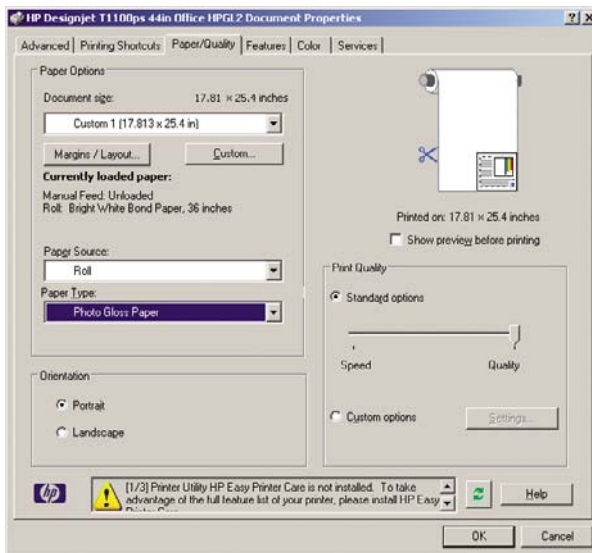 HP Designjet T1100ps 44in Office HPGL2 Document Properties
Advanced Printing Shortcuts Paper/Quality Features Color Services
Paper Options
Document size: 17.81 × 25.4 inches
Custom 1 (17.813 x 25.4 in)
Margins / Layout... Custom...
Currently loaded paper:
Manual Feed: Unloaded
Roll: Bright White Bond Paper, 36 inches
Paper Source:
Roll
Paper Type:
Photo Gloss Paper
Orientation
Portrait
Landscape
Printed on: 17.81 × 25.4 inches
Show preview before printing
Print Quality
Standard options
Speed Quality
Custom options Settings...
hp
[1/3] Printer Utility HP Easy Printer Care is not installed. To take
advantage of the full feature list of your printer, please install HP Easy
Printer Care
Help
OK Cancel